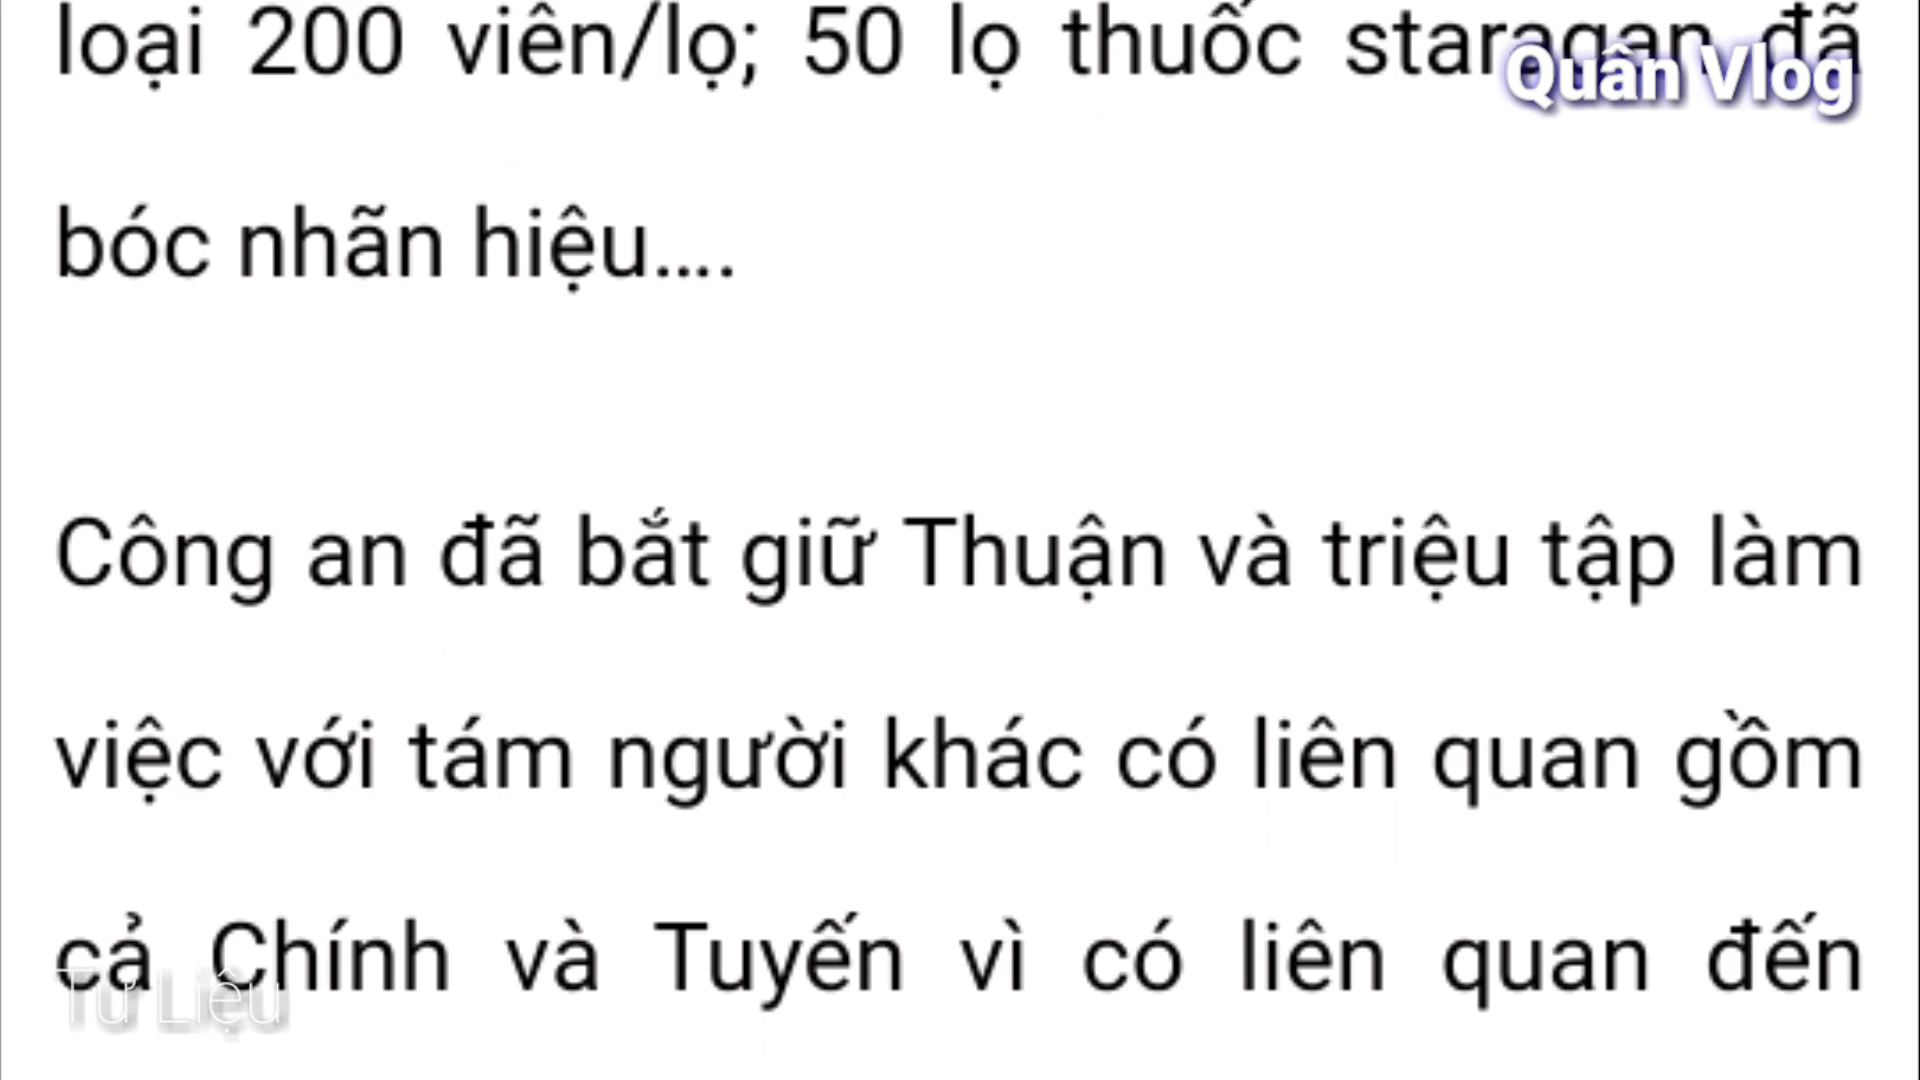 loại 200 viên/lọ; 50 lọ thuốc staragan đã
Quân Vlog
bóc nhãn hiệu....
Công an đã bắt giữ Thuận và triệu tập làm
việc với tám người khác có liên quan gồm
cả Chính và Tuyến vì có liên quan đến
Tư Liệu